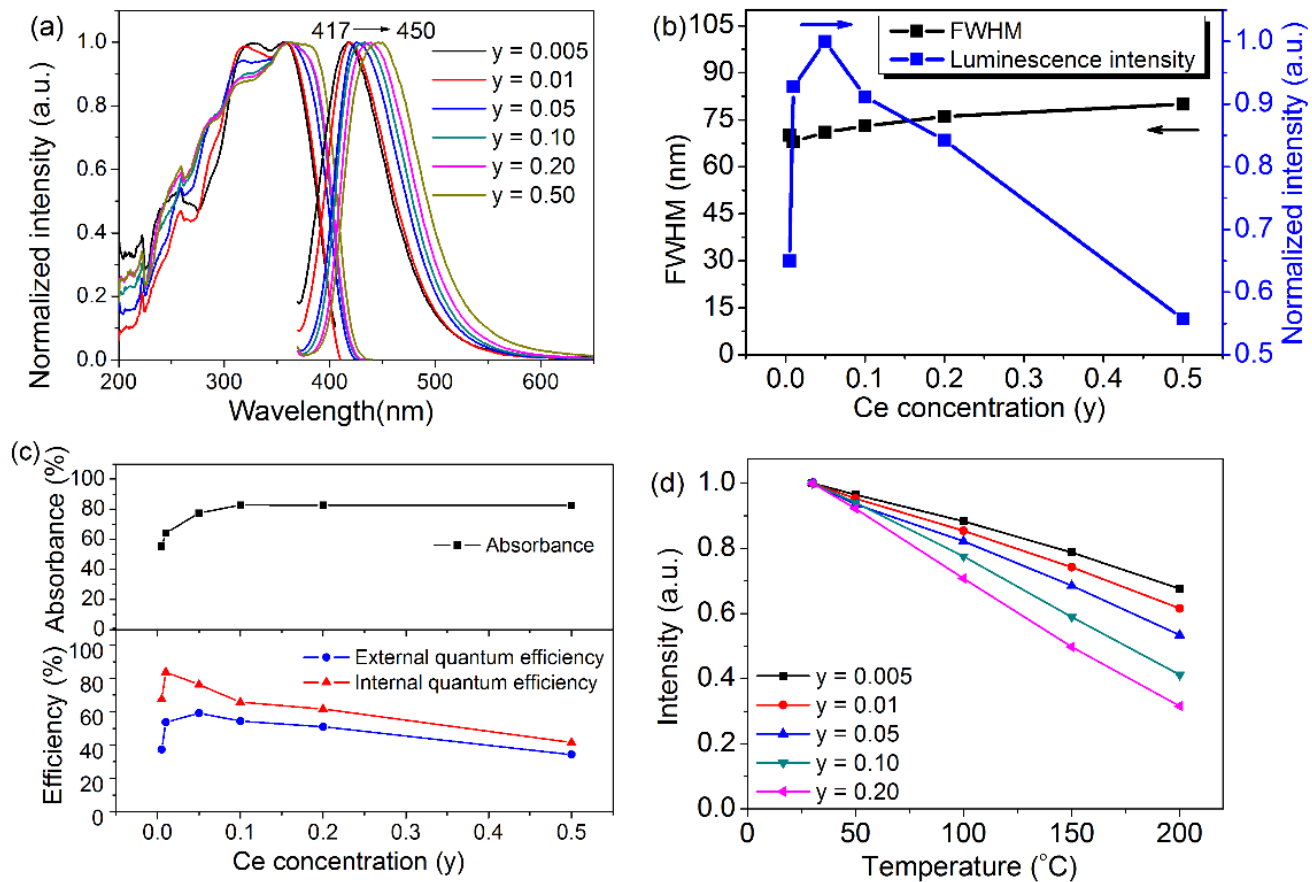 (a)
417 → 450
y = 0.005
y = 0.01
y = 0.05
y = 0.10
y = 0.20
y = 0.50
Normalized intensity (a.u.)
1.0
0.8
0.6
0.4
0.2
0.0
200 300 400 500 600
Wavelength(nm)
(b)
FWHM
Luminescence intensity
FWHM (nm)
105
90
75
60
45
30
15
0
Normalized intensity (a.u.)
1.0
0.9
0.8
0.7
0.6
0.5
0.0 0.1 0.2 0.3 0.4 0.5
Ce concentration (y)
(c)
Absorbance (%)
100
80
60
40
20
0
Absorbance
Efficiency (%)
100
80
60
40
20
0
External quantum efficiency
Internal quantum efficiency
0.0 0.1 0.2 0.3 0.4 0.5
Ce concentration (y)
(d)
Intensity (a.u.)
1.0
0.8
0.6
0.4
0.2
0.0
y = 0.005
y = 0.01
y = 0.05
y = 0.10
y = 0.20
0 50 100 150 200
Temperature (°C)